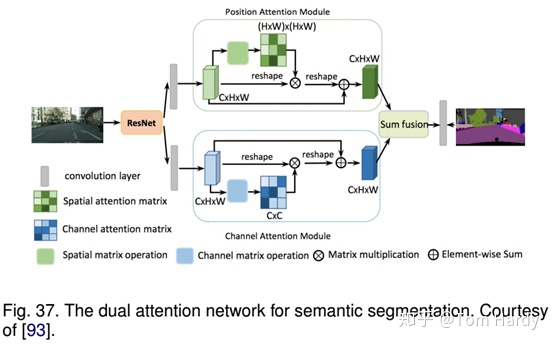 Position Attention Module
(HxW)x(HxW)
CxHxW
reshape
reshape
CxHxW
ResNet
Sum fusion
convolution layer
reshape
reshape
Spatial attention matrix
CxHxW
CxC
CxHxW
Channel attention matrix
Channel Attention Module
Spatial matrix operation
Channel matrix operation
Matrix multiplication
Element-wise Sum
Fig. 37. The dual attention network for semantic segmentation. Courtesy
of [93].
知乎 @Tom Hardy